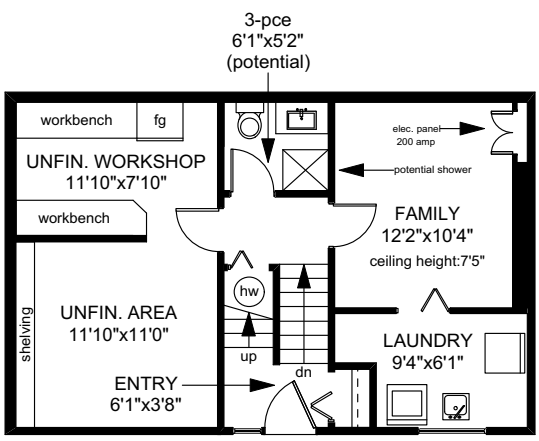 3-pce
6'1"x5'2"
(potential)
workbench
fg
elec. panel
200 amp
UNFIN. WORKSHOP
11'10"x7'10"
potential shower
workbench
FAMILY
12'2"x10'4"
ceiling height:7'5"
hw
shelving
UNFIN. AREA
11'10"x11'0"
up
dn
LAUNDRY
9'4"x6'1"
ENTRY
6'1"x3'8"